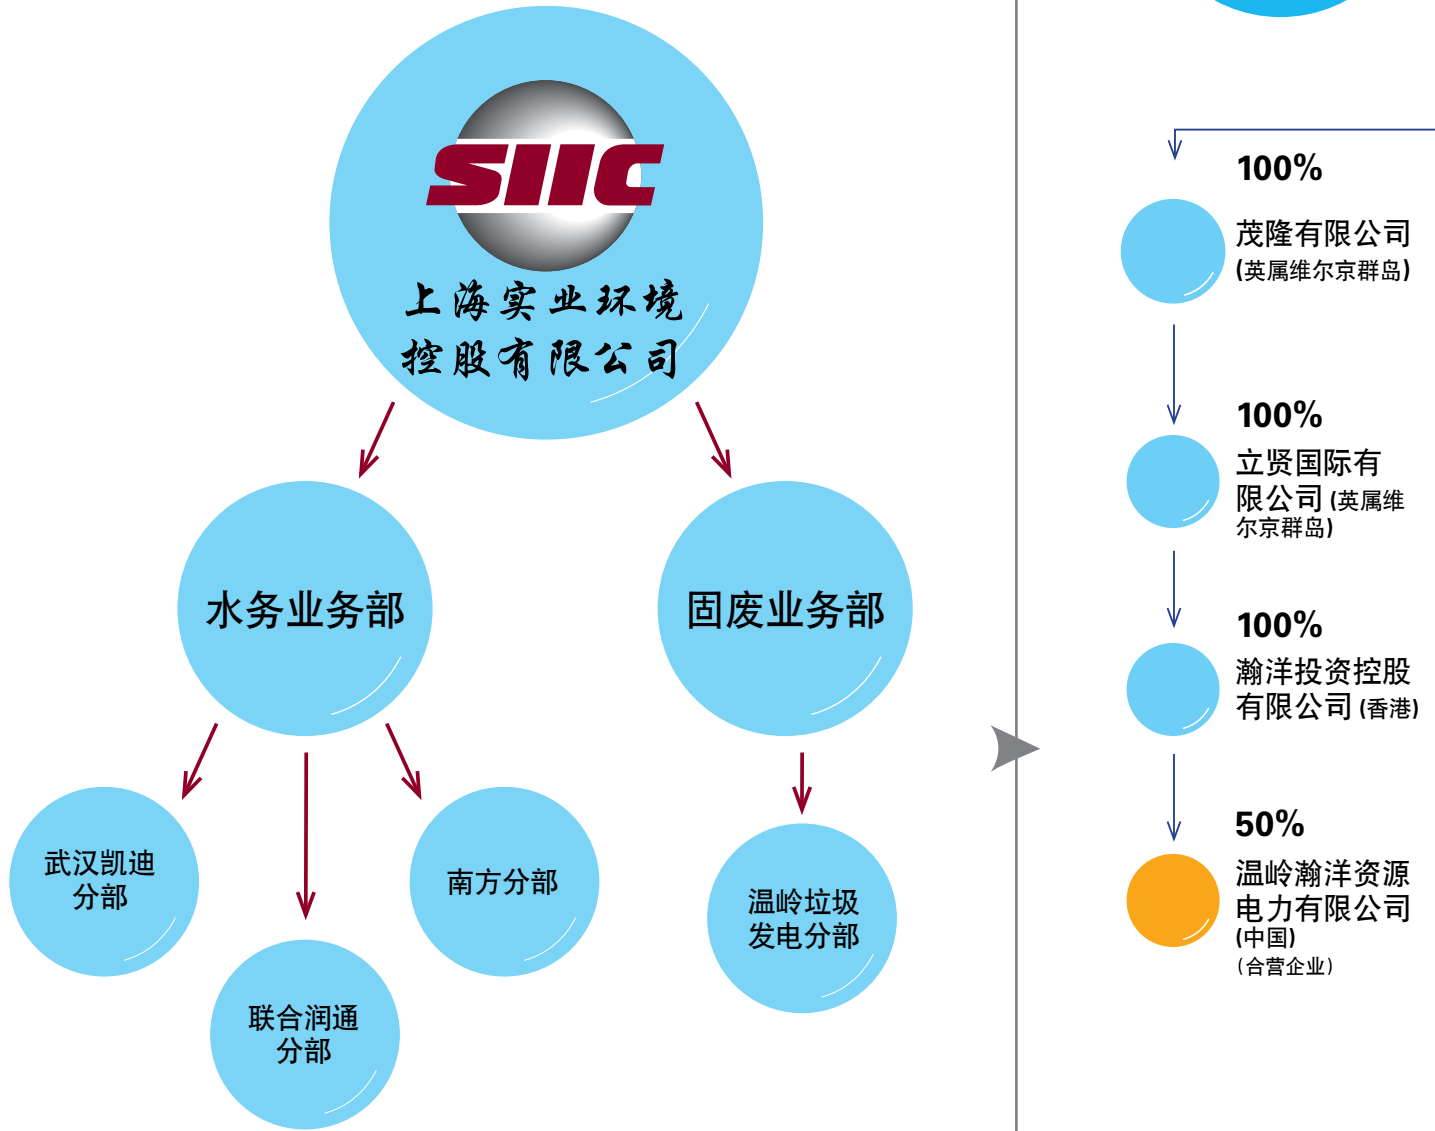 SIIC
上海实业环境
控股有限公司
水务业务部
固废业务部
武汉凯迪
分部
联合润通
分部
南方分部
温岭垃圾
发电分部
100%
茂隆有限公司
(英属维尔京群岛)
100%
立贤国际有
限公司 (英属维
尔京群岛)
100%
瀚洋投资控股
有限公司 (香港)
50%
温岭瀚洋资源
电力有限公司
(中国)
(合营企业)